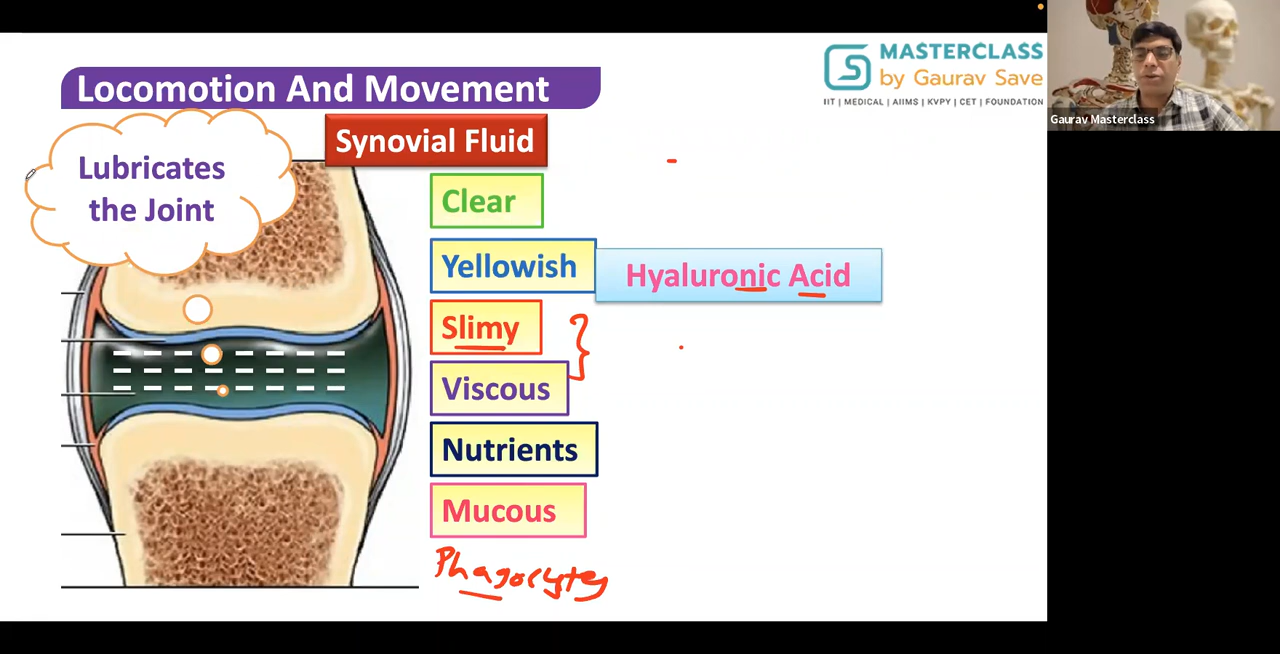 MASTERCLASS
by Gaurav Save
IIT | MEDICAL | AIIMS | KVPY | CET | FOUNDATION
Gaurav Masterclass
Locomotion And Movement
Synovial Fluid
Lubricates
the Joint
Clear
Yellowish
Hyaluronic Acid
Slimy
Viscous
Nutrients
Mucous
Phagocytes